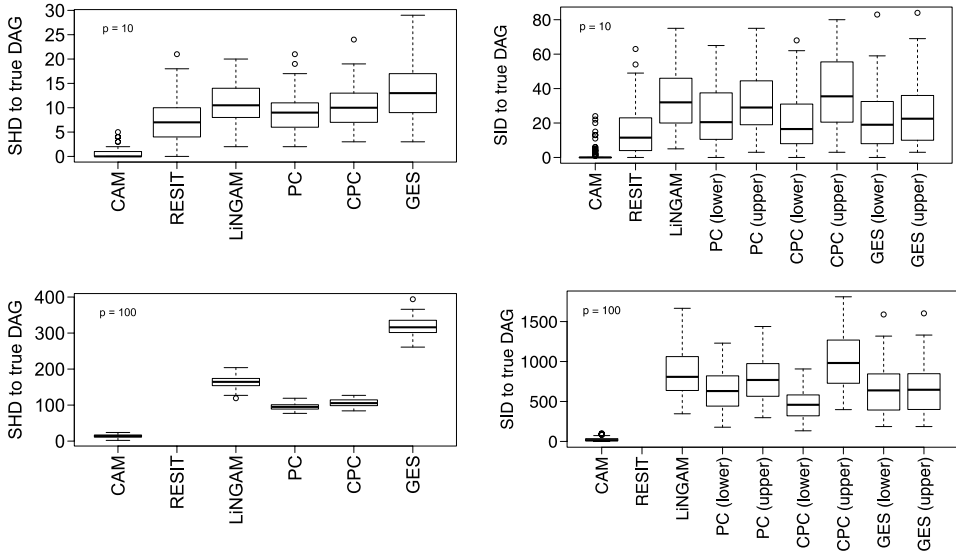 SHD to true DAG
30
25
20
15
10
5
0
p = 10
CAM
RESIT
LiNGAM
PC
CPC
GES
SID to true DAG
80
60
40
20
0
p = 10
CAM
RESIT
LiNGAM
PC (lower)
PC (upper)
CPC (lower)
CPC (upper)
GES (lower)
GES (upper)
SHD to true DAG
400
300
200
100
0
p = 100
CAM
RESIT
LiNGAM
PC
CPC
GES
SID to true DAG
1500
1000
500
0
p = 100
CAM
RESIT
LiNGAM
PC (lower)
PC (upper)
CPC (lower)
CPC (upper)
GES (lower)
GES (upper)